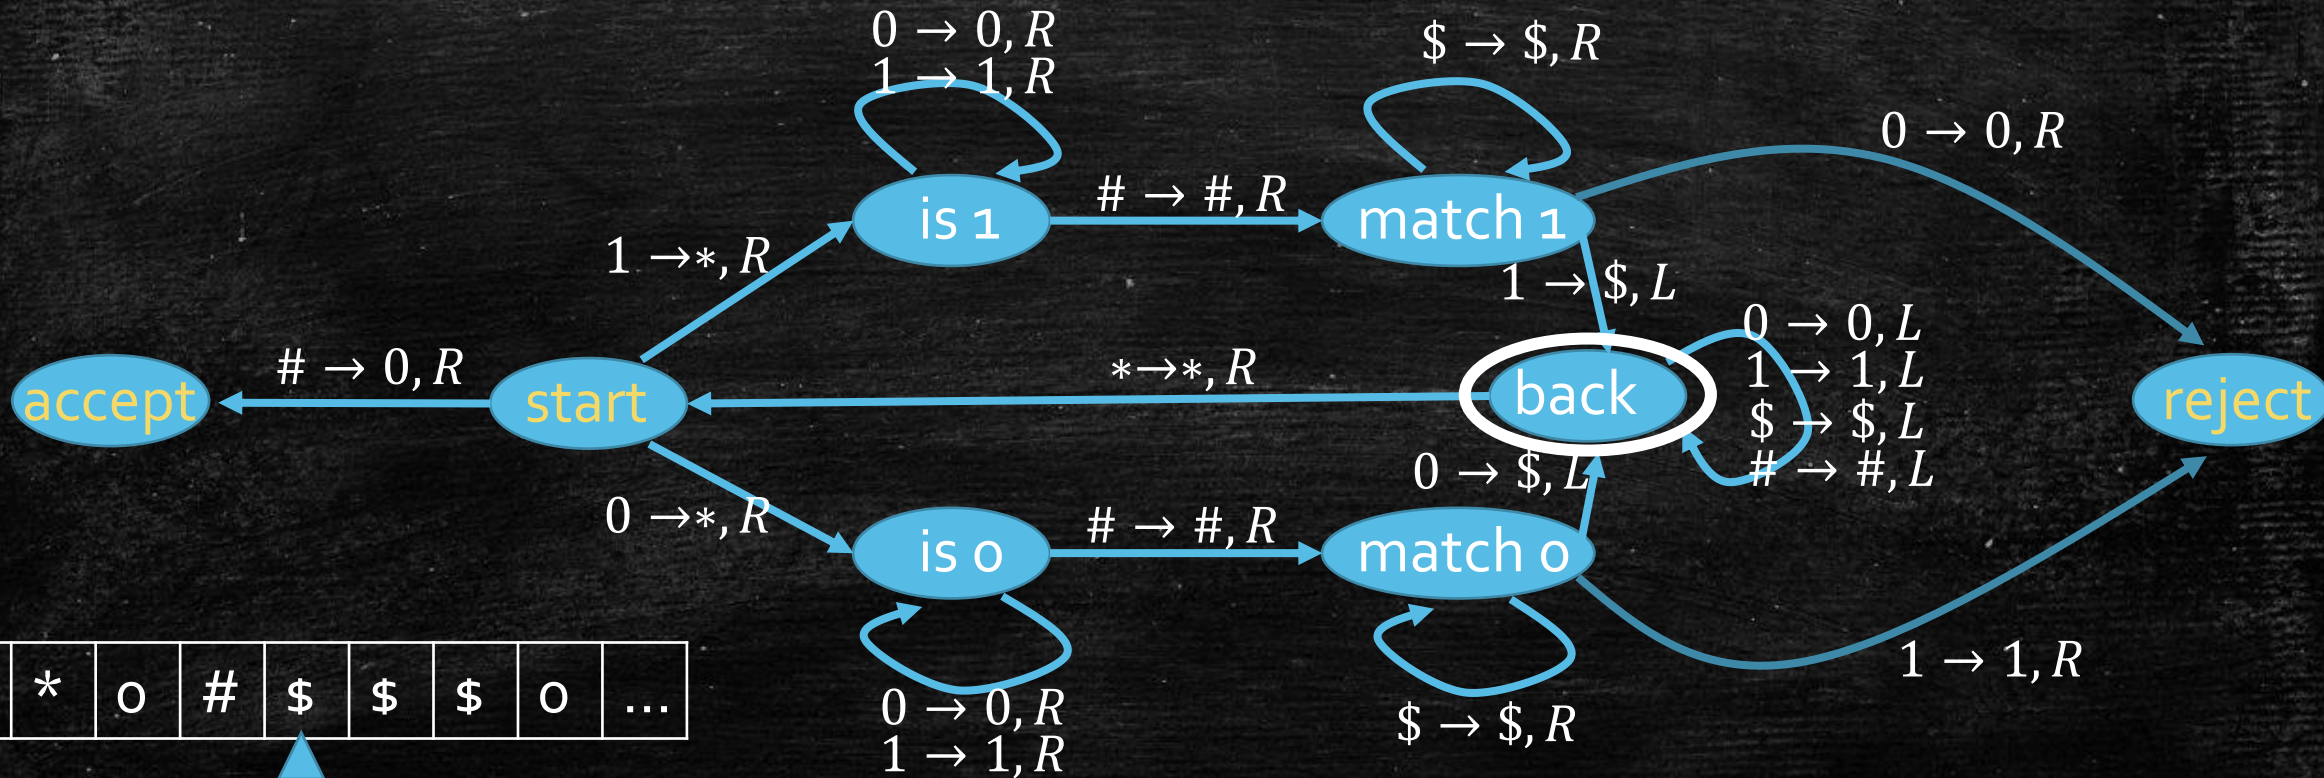 0 → 0, R
1 → 1, R
$ → $, R
0 → 0, R
is 1
# → #, R
match 1
1 →*, R
1 → $, L
0 → 0, L
1 → 1, L
$ → $, L
# → #, L
accept
# → 0, R
start
*→*, R
back
reject
0 → $, L
0 →*, R
is 0
# → #, R
match 0
0 → 0, R
1 → 1, R
$ → $, R
1 → 1, R
* 0 # $ $ $ 0 ...